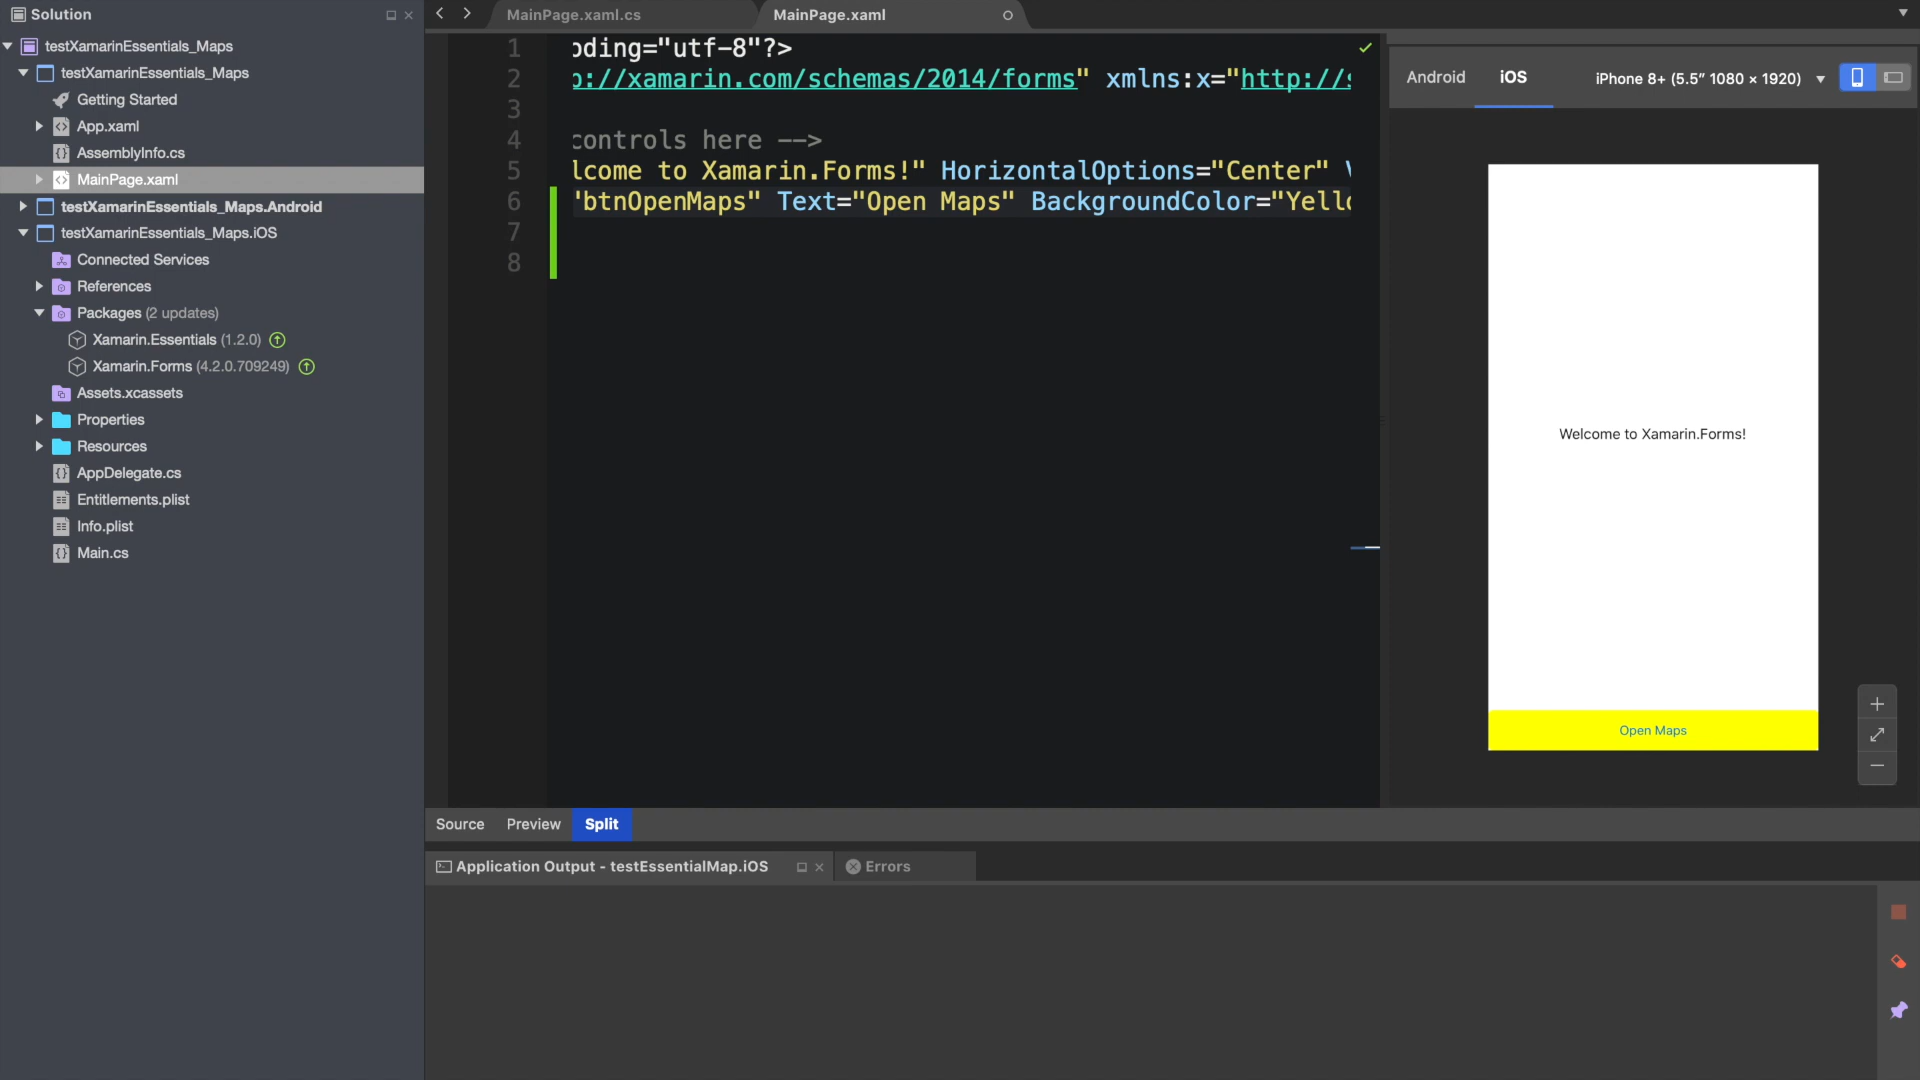 Solution
testXamarinEssentials_Maps
testXamarinEssentials_Maps
Getting Started
App.xaml
AssemblyInfo.cs
MainPage.xaml
testXamarinEssentials_Maps.Android
testXamarinEssentials_Maps.iOS
Connected Services
References
Packages (2 updates)
Xamarin.Essentials (1.2.0)
Xamarin.Forms (4.2.0.709249)
Assets.xcassets
Properties
Resources
AppDelegate.cs
Entitlements.plist
Info.plist
Main.cs
MainPage.xaml.cs
MainPage.xaml
1 oding="utf-8"?>
2 p://xamarin.com/schemas/2014/forms" xmlns:x="http://s
3
4 controls here -->
5 lcome to Xamarin.Forms!" HorizontalOptions="Center" V
6 "btnOpenMaps" Text="Open Maps" BackgroundColor="Yello
7
8
Android
iOS
iPhone 8+ (5.5” 1080 × 1920)
Welcome to Xamarin.Forms!
Open Maps
Source
Preview
Split
Application Output - testEssentialMap.iOS
Errors